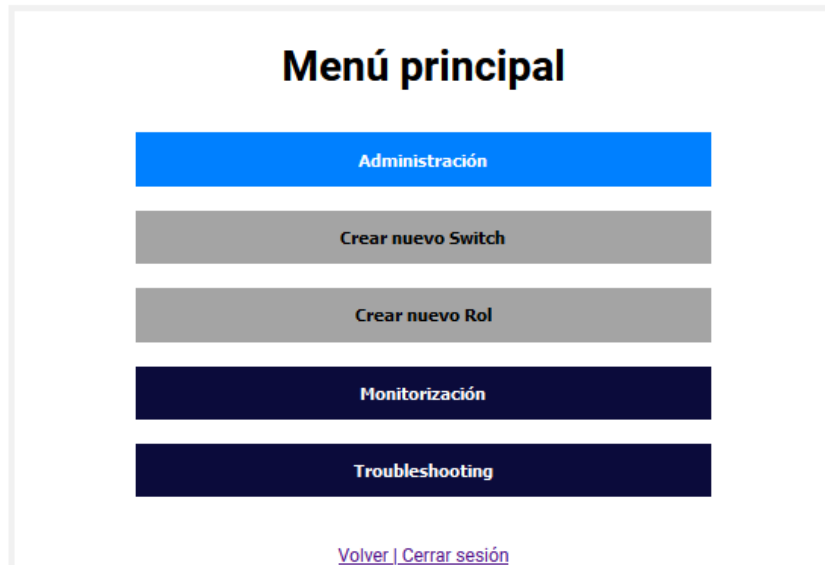 Menú principal
Administración
Crear nuevo Switch
Crear nuevo Rol
Monitorización
Troubleshooting
Volver | Cerrar sesión